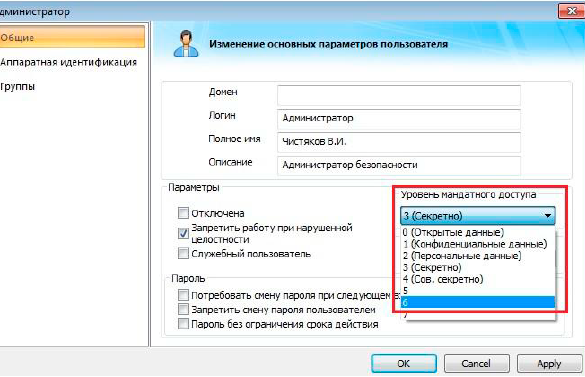 дминистратор
Общие
Аппаратная идентификация
Группы
Изменение основных параметров пользователя
Домен
Логин Администратор
Полное имя Чистяков В.И.
Описание Администратор безопасности
Параметры
Отключена
Запретить работу при нарушенной
целостности
Служебный пользователь
Уровень мандатного доступа
3 (Секретно)
0 (Открытые данные)
1 (Конфиденциальные данные)
2 (Персональные данные)
3 (Секретно)
4 (Сов. секретно)
5
6
7
Пароль
Потребовать смену пароля при следующем
Запретить смену пароля пользователем
Пароль без ограничения срока действия
OK Cancel Apply